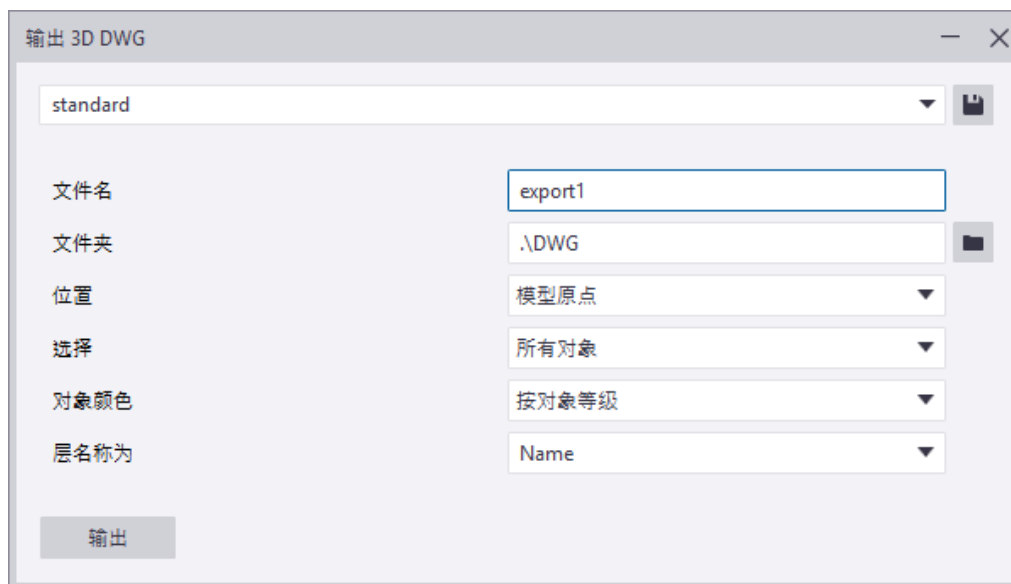 输出 3D DWG
standard
文件名 export1
文件夹 .\DWG
位置 模型原点
选择 所有对象
对象颜色 按对象等级
层名称为 Name
输出